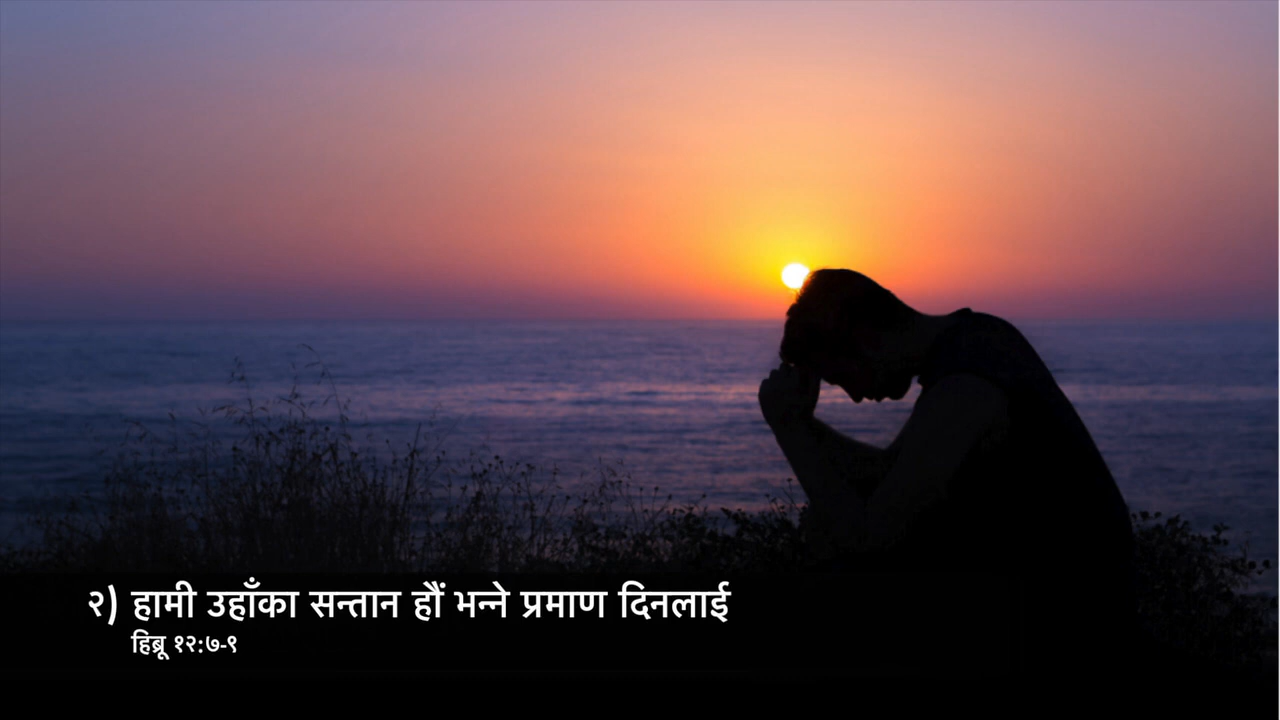 २) हामी उहाँका सन्तान हौं भन्ने प्रमाण दिनलाई
हिब्रू १२:७-९